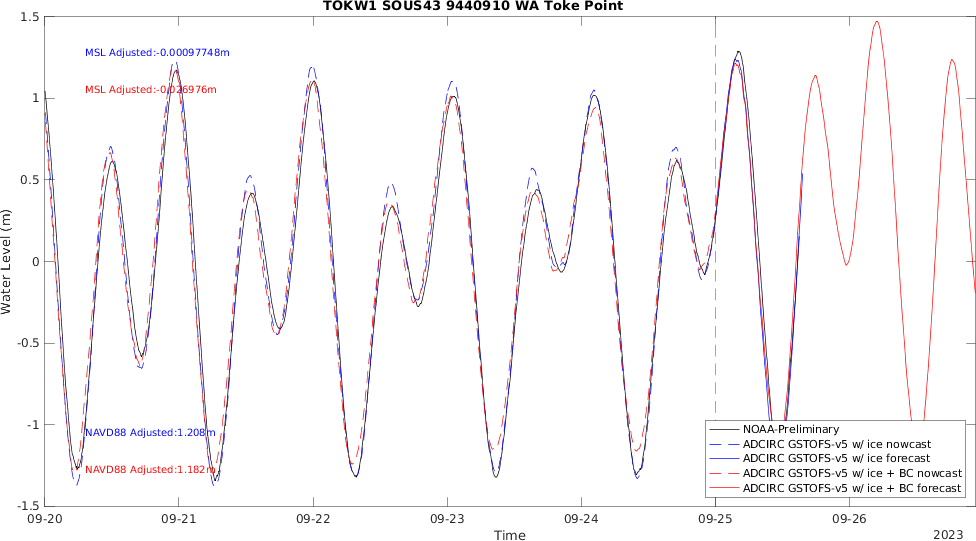 TOKW1 SOUS43 9440910 WA Toke Point
1.5
1
0.5
0
-0.5
-1
-1.5
Water Level (m)
MSL Adjusted:-0.00097748m
MSL Adjusted:-0.026976m
NAVD88 Adjusted:1.208m
NAVD88 Adjusted:1.182m
NOAA-Preliminary
ADCIRC GSTOFS-v5 w/ ice nowcast
ADCIRC GSTOFS-v5 w/ ice forecast
ADCIRC GSTOFS-v5 w/ ice + BC nowcast
ADCIRC GSTOFS-v5 w/ ice + BC forecast
09-20 09-21 09-22 09-23 09-24 09-25 09-26
Time
2023